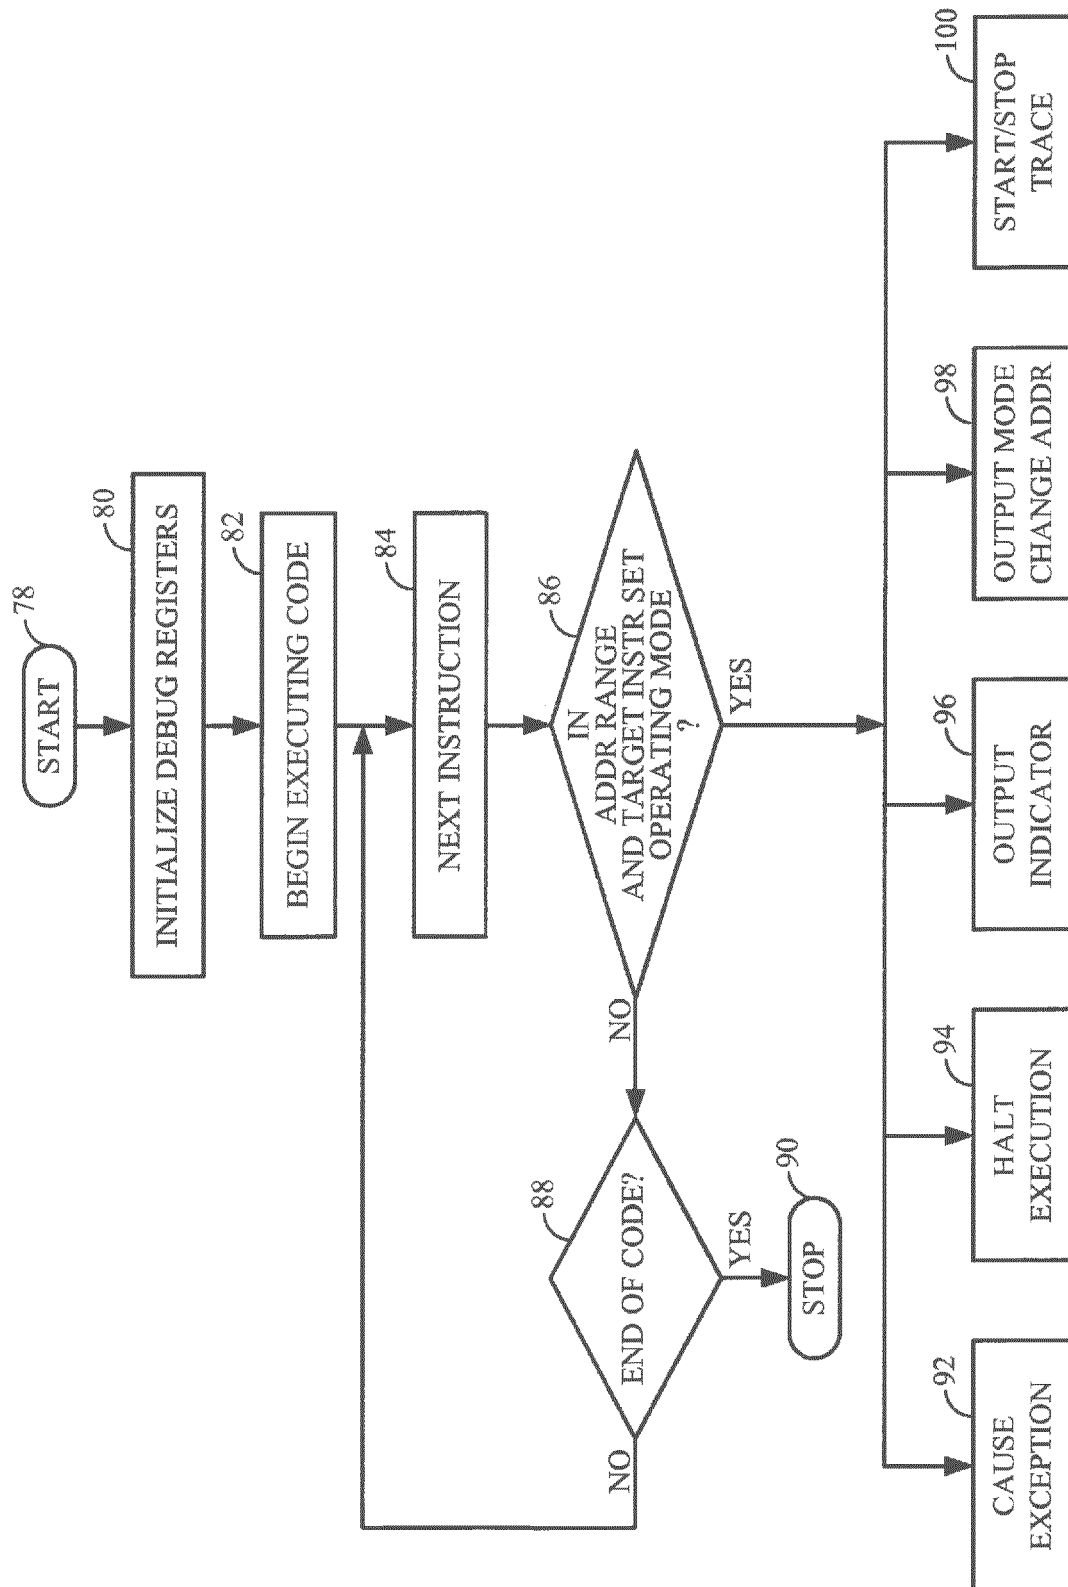 START
78
INITIALIZE DEBUG REGISTERS
80
BEGIN EXECUTING CODE
82
NEXT INSTRUCTION
84
IN
ADDR RANGE
AND TARGET INSTR SET
OPERATING MODE
?
86
NO
YES
END OF CODE?
88
NO
YES
STOP
90
CAUSE
EXCEPTION
92
HALT
EXECUTION
94
OUTPUT
INDICATOR
96
OUTPUT MODE
CHANGE ADDR
98
START/STOP
TRACE
100